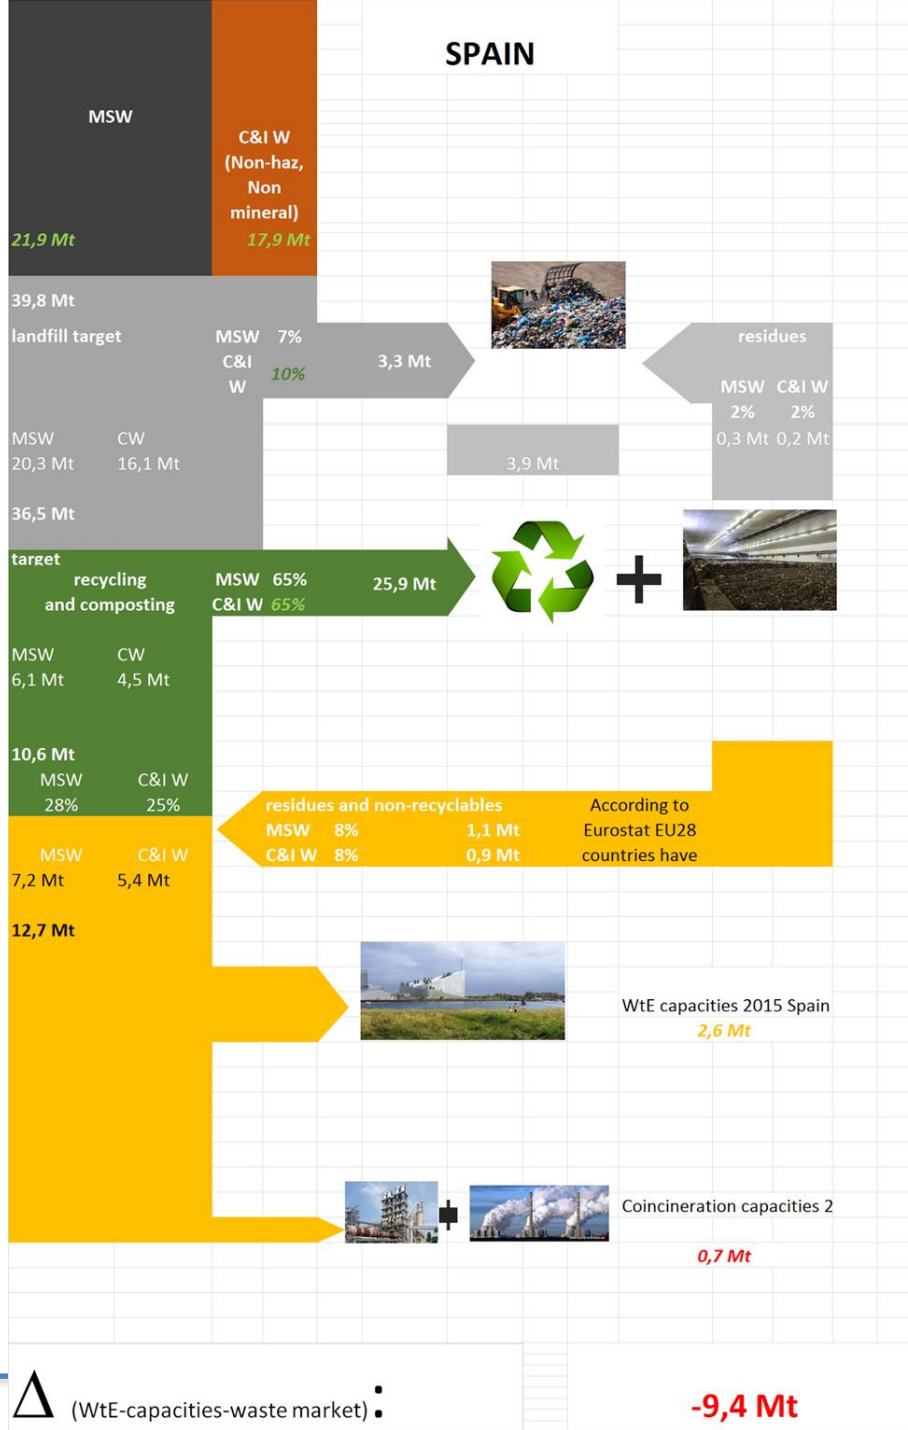 SPAIN
MSW
C&I W
(Non-haz,
Non
mineral)
21,9 Mt 17,9 Mt
39,8 Mt
landfill target MSW 7%
C&I
W 10%
3,3 Mt
residues
MSW C&I W
2% 2%
0,3 Mt 0,2 Mt
MSW CW
20,3 Mt 16,1 Mt
3,9 Mt
36,5 Mt
target
recycling
and composting
MSW 65%
C&I W 65%
25,9 Mt
MSW CW
6,1 Mt 4,5 Mt
10,6 Mt
MSW C&I W
28% 25%
residues and non-recyclables
MSW 8% 1,1 Mt
C&I W 8% 0,9 Mt
According to
Eurostat EU28
countries have
MSW C&I W
7,2 Mt 5,4 Mt
12,7 Mt
WtE capacities 2015 Spain
2,6 Mt
Coincineration capacities 2
0,7 Mt
Δ (WtE-capacities-waste market) : -9,4 Mt